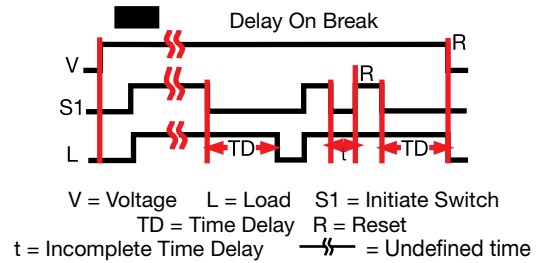 Delay On Break
R
V
R
S1
TD
t
TD
L
V = Voltage L = Load S1 = Initiate Switch
TD = Time Delay R = Reset
t = Incomplete Time Delay = Undefined time